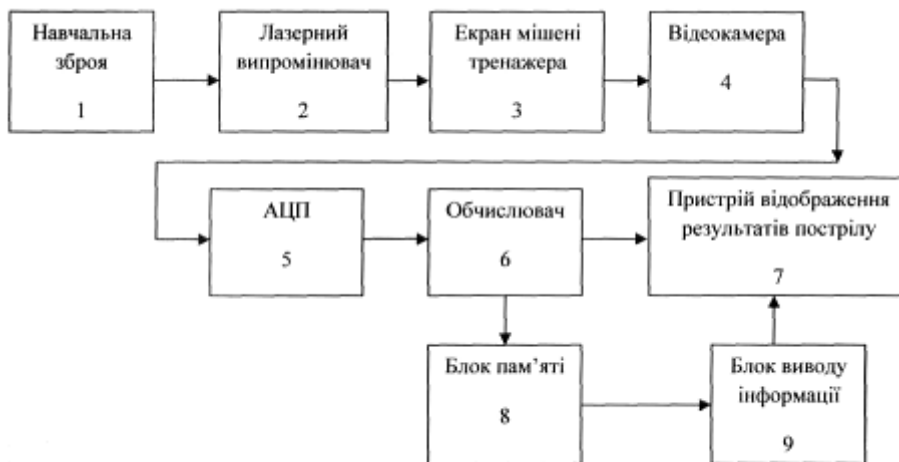 Навчальна
зброя
1
Лазерний
випромінювач
2
Екран мішені
тренажера
3
Відеокамера
4
АЦП
5
Обчислювач
6
Пристрій відображення
результатів пострілу
7
Блок пам’яті
8
Блок виводу
інформації
9